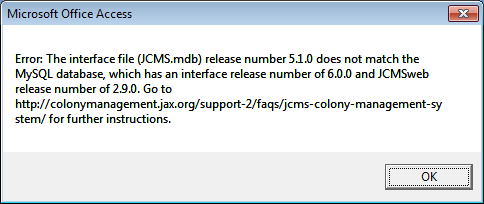 Microsoft Office Access
Error: The interface file (JCMS.mdb) release number 5.1.0 does not match the
MySQL database, which has an interface release number of 6.0.0 and JCMSweb
release number of 2.9.0. Go to
http://colonymanagement.jax.org/support-2/faqs/jcms-colony-management-sy
stem/ for further instructions.
OK